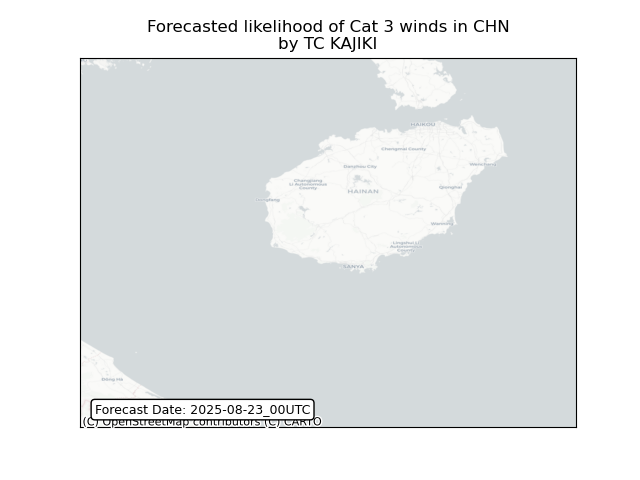 Forecasted likelihood of Cat 3 winds in CHN
by TC KAJIKI
HAIKOU
Chengmai County
Danzhou City
Wenchang
Changjiang
Li Autonomous
County
Qionghai
HAINAN
Dongfang
Wanning
Lingshui Li
Autonomous
County
SANYA
Đông Hà
Forecast Date: 2025-08-23_00UTC
(C) OpenStreetMap contributors (C) CARTO